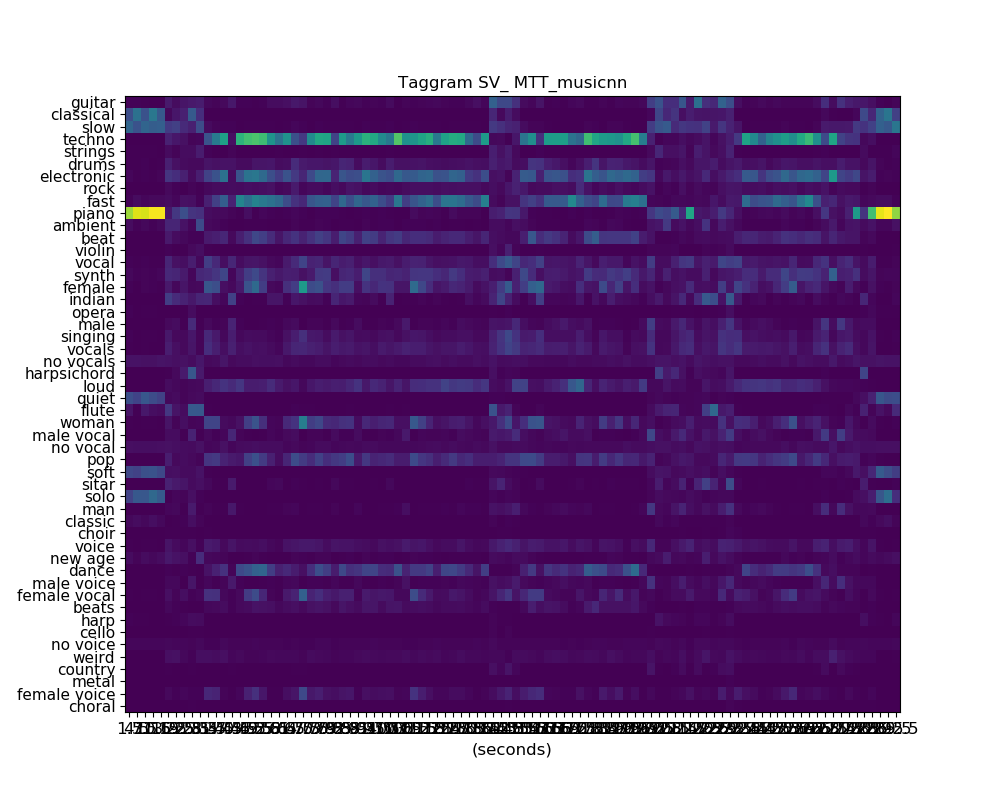 Taggram SV_ MTT_musicnn
guitar
classical
slow
techno
strings
drums
electronic
rock
fast
piano
ambient
beat
violin
vocal
synth
female
indian
opera
male
singing
vocals
no vocals
harpsichord
loud
quiet
flute
woman
male vocal
no vocal
pop
soft
sitar
solo
man
classic
choir
voice
new age
dance
male voice
female vocal
beats
harp
cello
no voice
weird
country
metal
female voice
choral
(seconds)